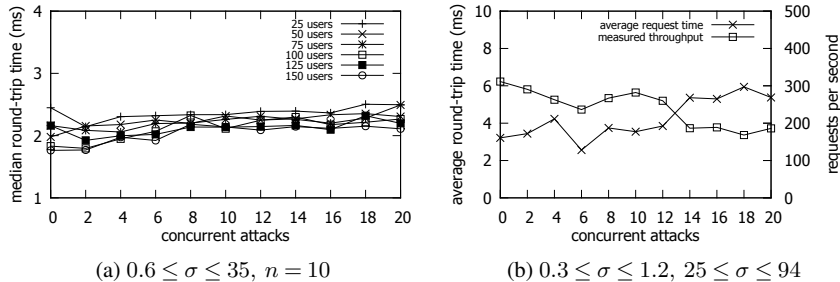 4
3
2
1
median round-trip time (ms)
25 users
50 users
75 users
100 users
125 users
150 users
0 2 4 6 8 10 12 14 16 18 20
concurrent attacks
(a) 0.6 ≤ σ ≤ 35, n = 10
10
8
6
4
2
0
average round-trip time (ms)
average request time
measured throughput
500
400
300
200
100
0
requests per second
0 2 4 6 8 10 12 14 16 18 20
concurrent attacks
(b) 0.3 ≤ σ ≤ 1.2, 25 ≤ σ ≤ 94